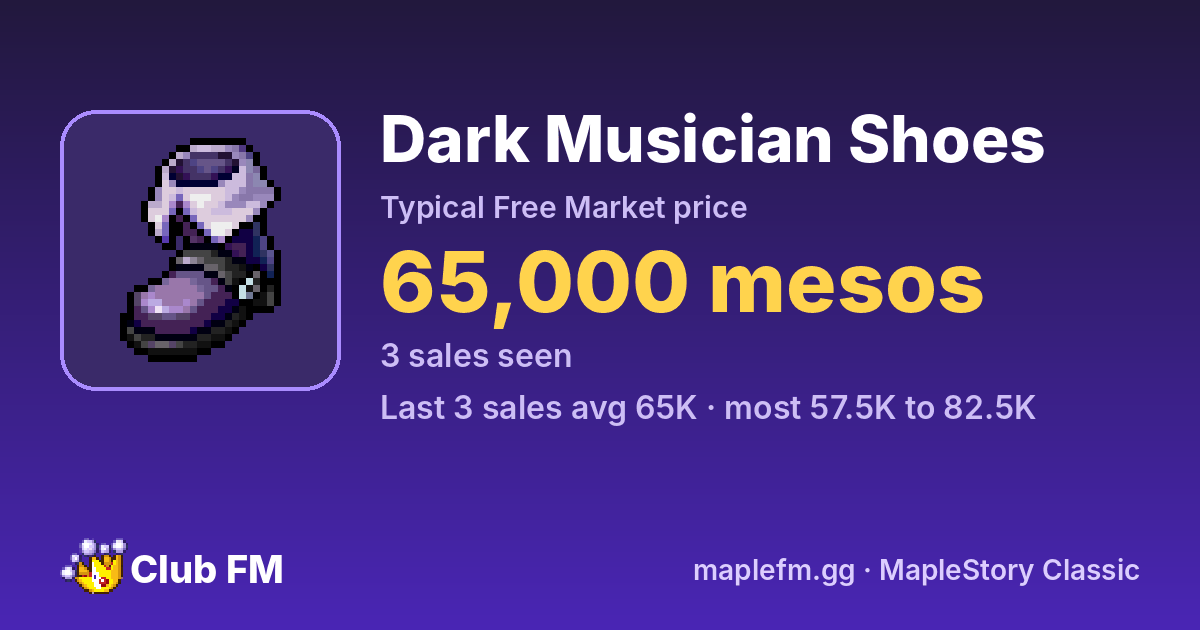 Dark Musician Shoes
Typical Free Market price
65,000 mesos
3 sales seen
Last 3 sales avg 65K · most 57.5K to 82.5K
Club FM
maplefm.gg · MapleStory Classic